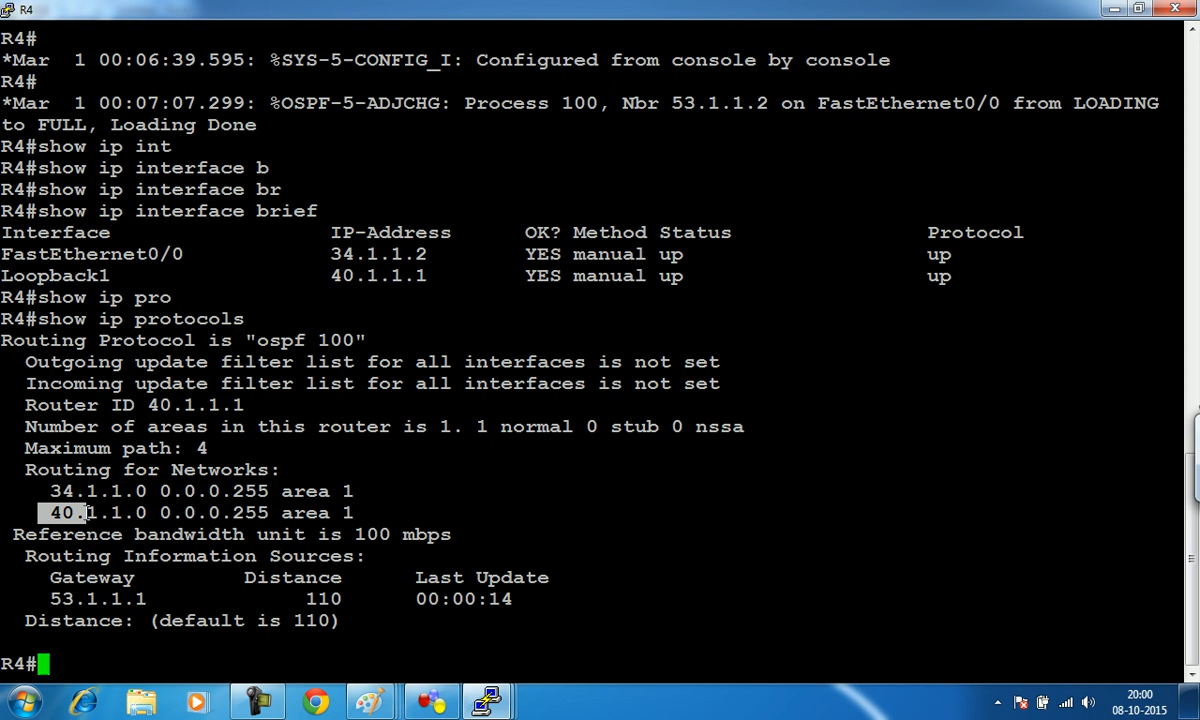 R4
R4#
*Mar  1 00:06:39.595: %SYS-5-CONFIG_I: Configured from console by console
R4#
*Mar  1 00:07:07.299: %OSPF-5-ADJCHG: Process 100, Nbr 53.1.1.2 on FastEthernet0/0 from LOADING
to FULL, Loading Done
R4#show ip int
R4#show ip interface b
R4#show ip interface br
R4#show ip interface brief
Interface                  IP-Address      OK? Method Status                Protocol
FastEthernet0/0            34.1.1.2        YES manual up                    up
Loopback1                  40.1.1.1        YES manual up                    up
R4#show ip pro
R4#show ip protocols
Routing Protocol is "ospf 100"
  Outgoing update filter list for all interfaces is not set
  Incoming update filter list for all interfaces is not set
  Router ID 40.1.1.1
  Number of areas in this router is 1. 1 normal 0 stub 0 nssa
  Maximum path: 4
  Routing for Networks:
    34.1.1.0 0.0.0.255 area 1
    40.1.1.0 0.0.0.255 area 1
 Reference bandwidth unit is 100 mbps
  Routing Information Sources:
    Gateway         Distance      Last Update
    53.1.1.1             110      00:00:14
  Distance: (default is 110)
R4#
20:00
08-10-2015